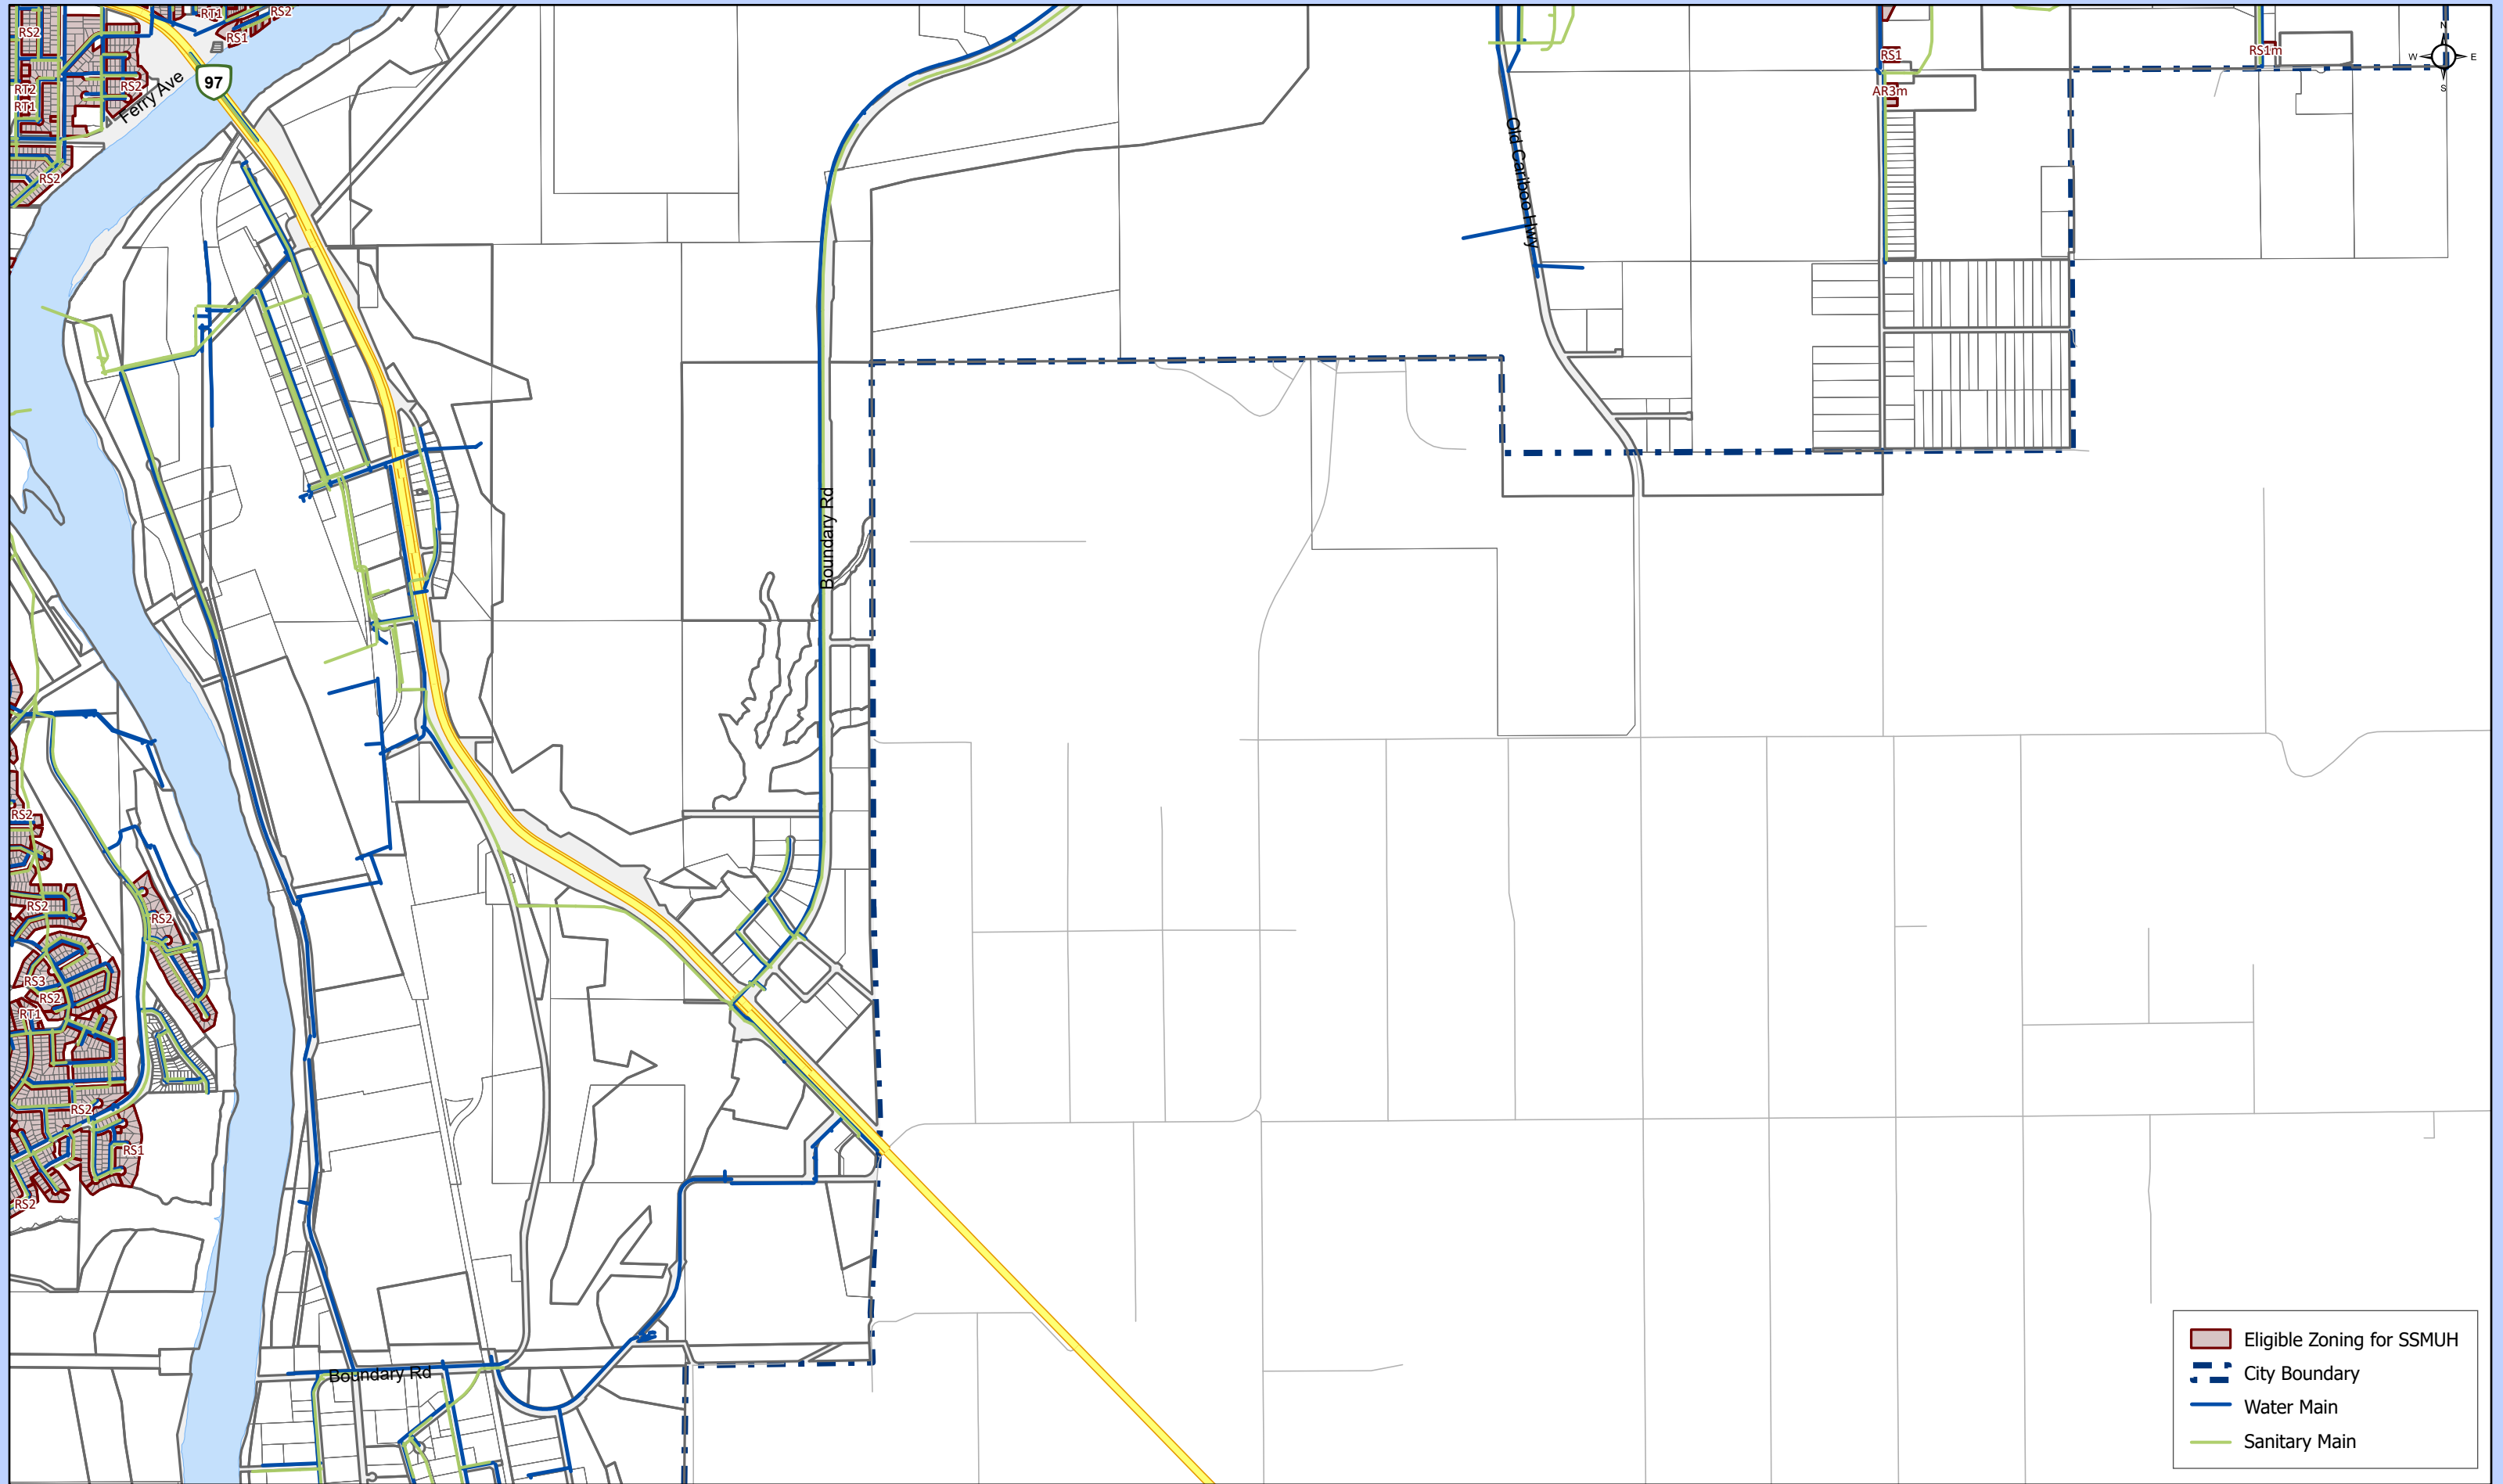 RS2
RT1
RS2
RS1
RS2
RT2
RT1
Ferry Ave
97
RS2
RS1
AR3m
RS1m
N
W
E
S
Old Cariboo Hwy
Boundary Rd
RS2
RS2
RS2
RS3
RS2
RT1
RS2
RS1
RS2
Boundary Rd
Eligible Zoning for SSMUH
City Boundary
Water Main
Sanitary Main